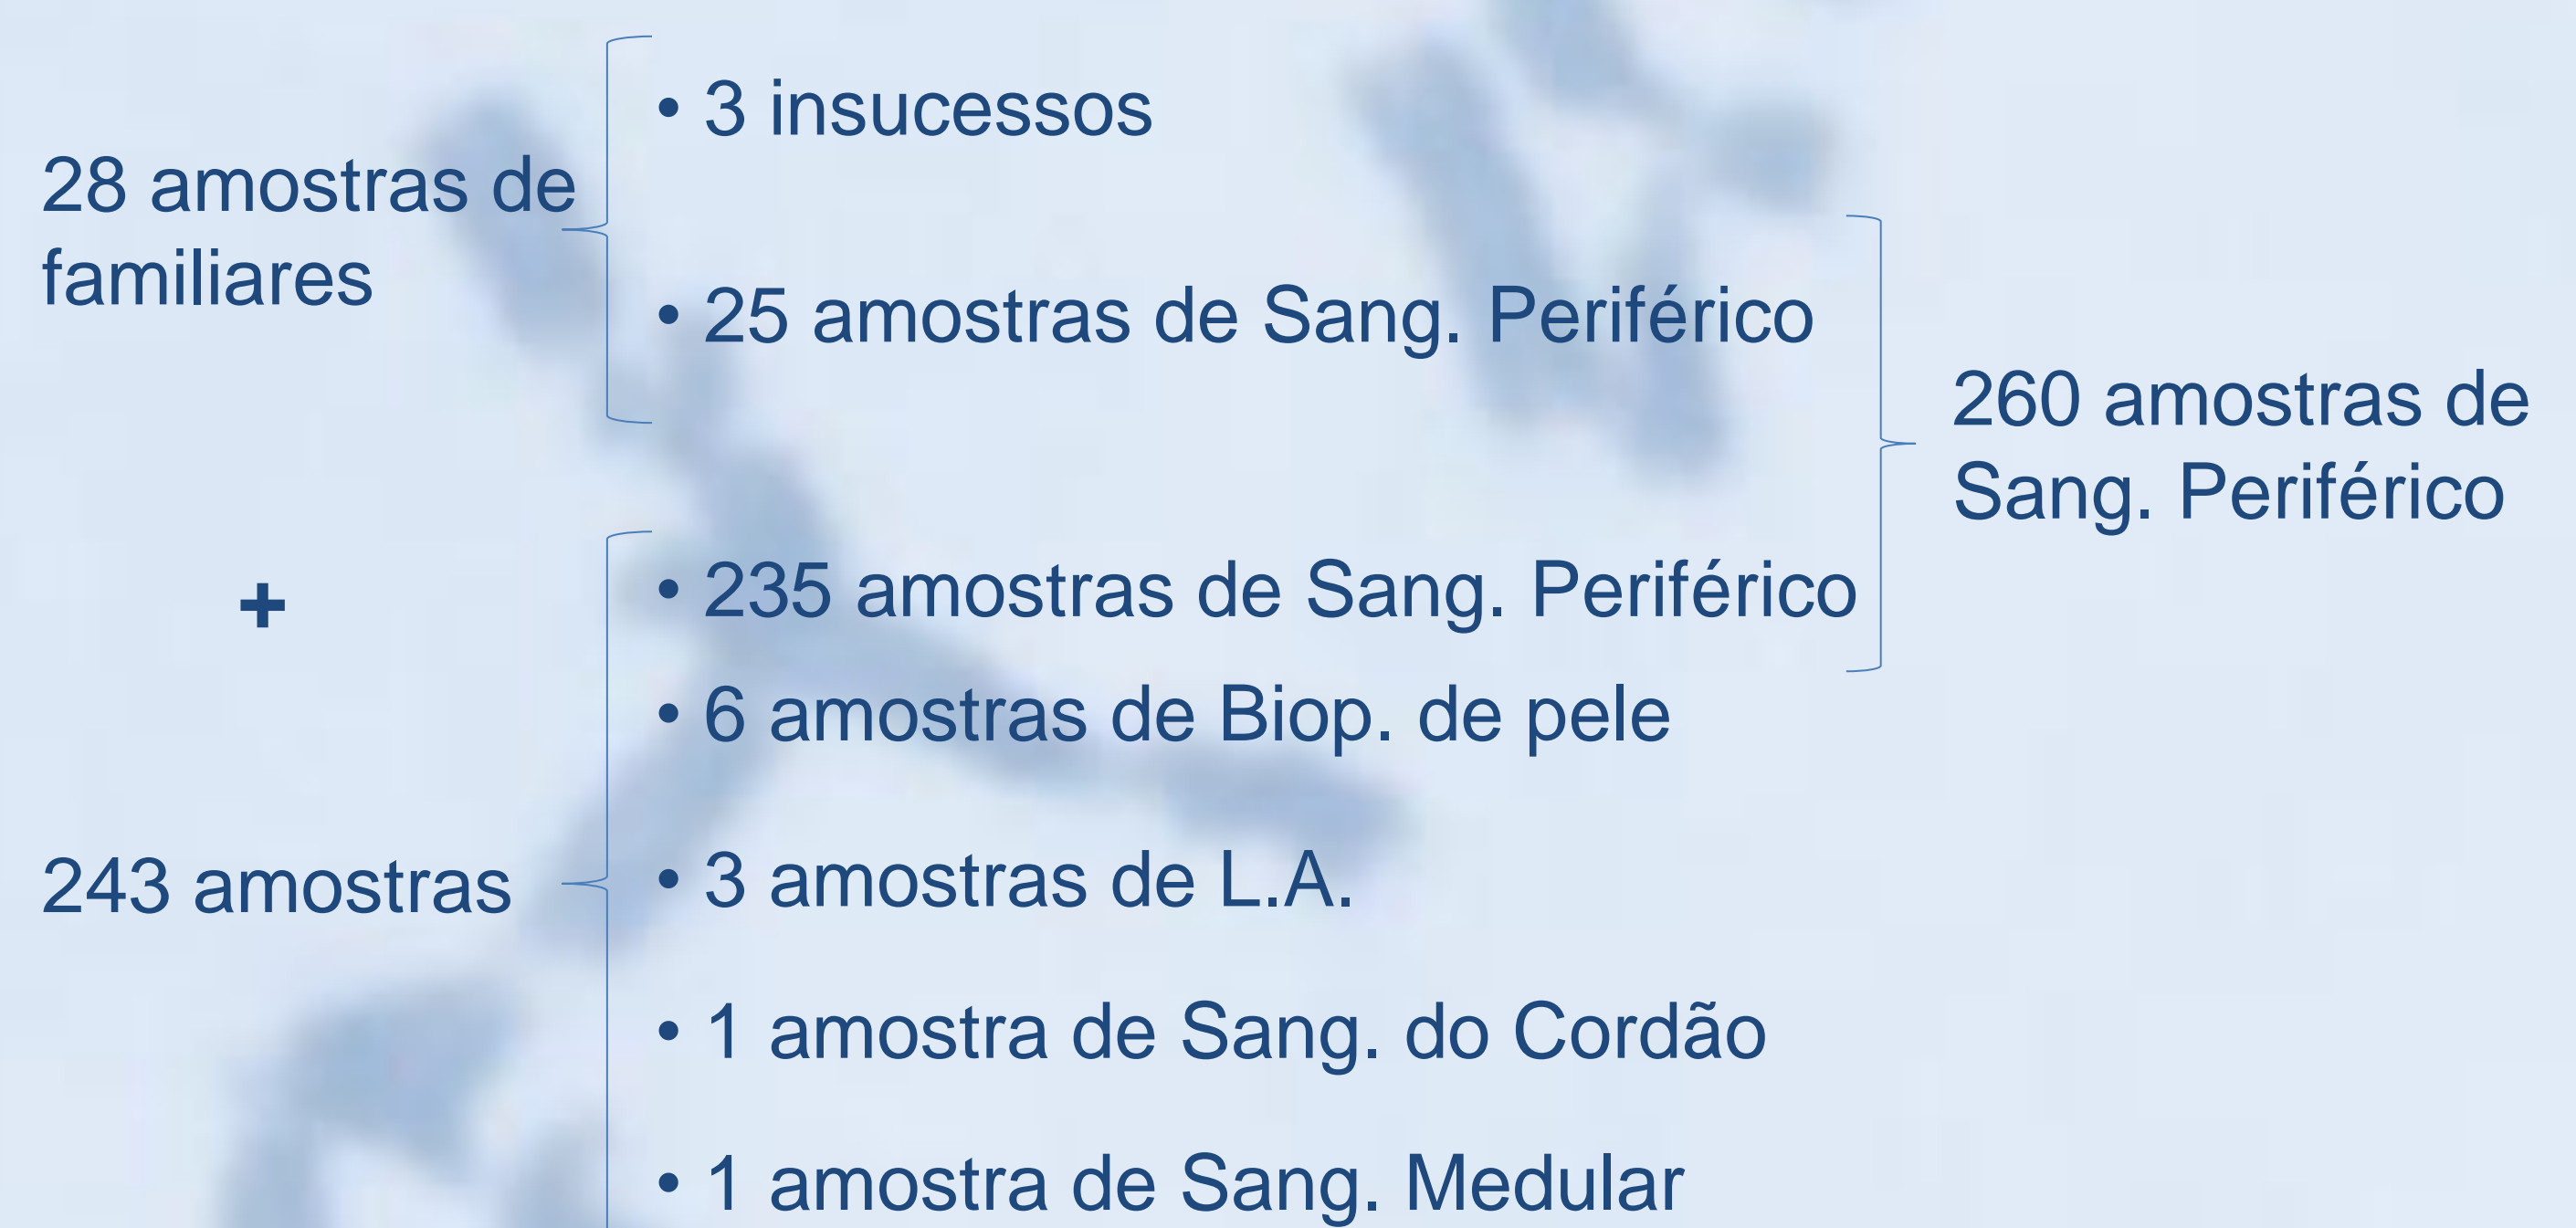 • 3 insucessos
28 amostras de
familiares
• 25 amostras de Sang. Periférico
260 amostras de
Sang. Periférico
+
• 235 amostras de Sang. Periférico
• 6 amostras de Biop. de pele
243 amostras
• 3 amostras de L.A.
• 1 amostra de Sang. do Cordão
• 1 amostra de Sang. Medular